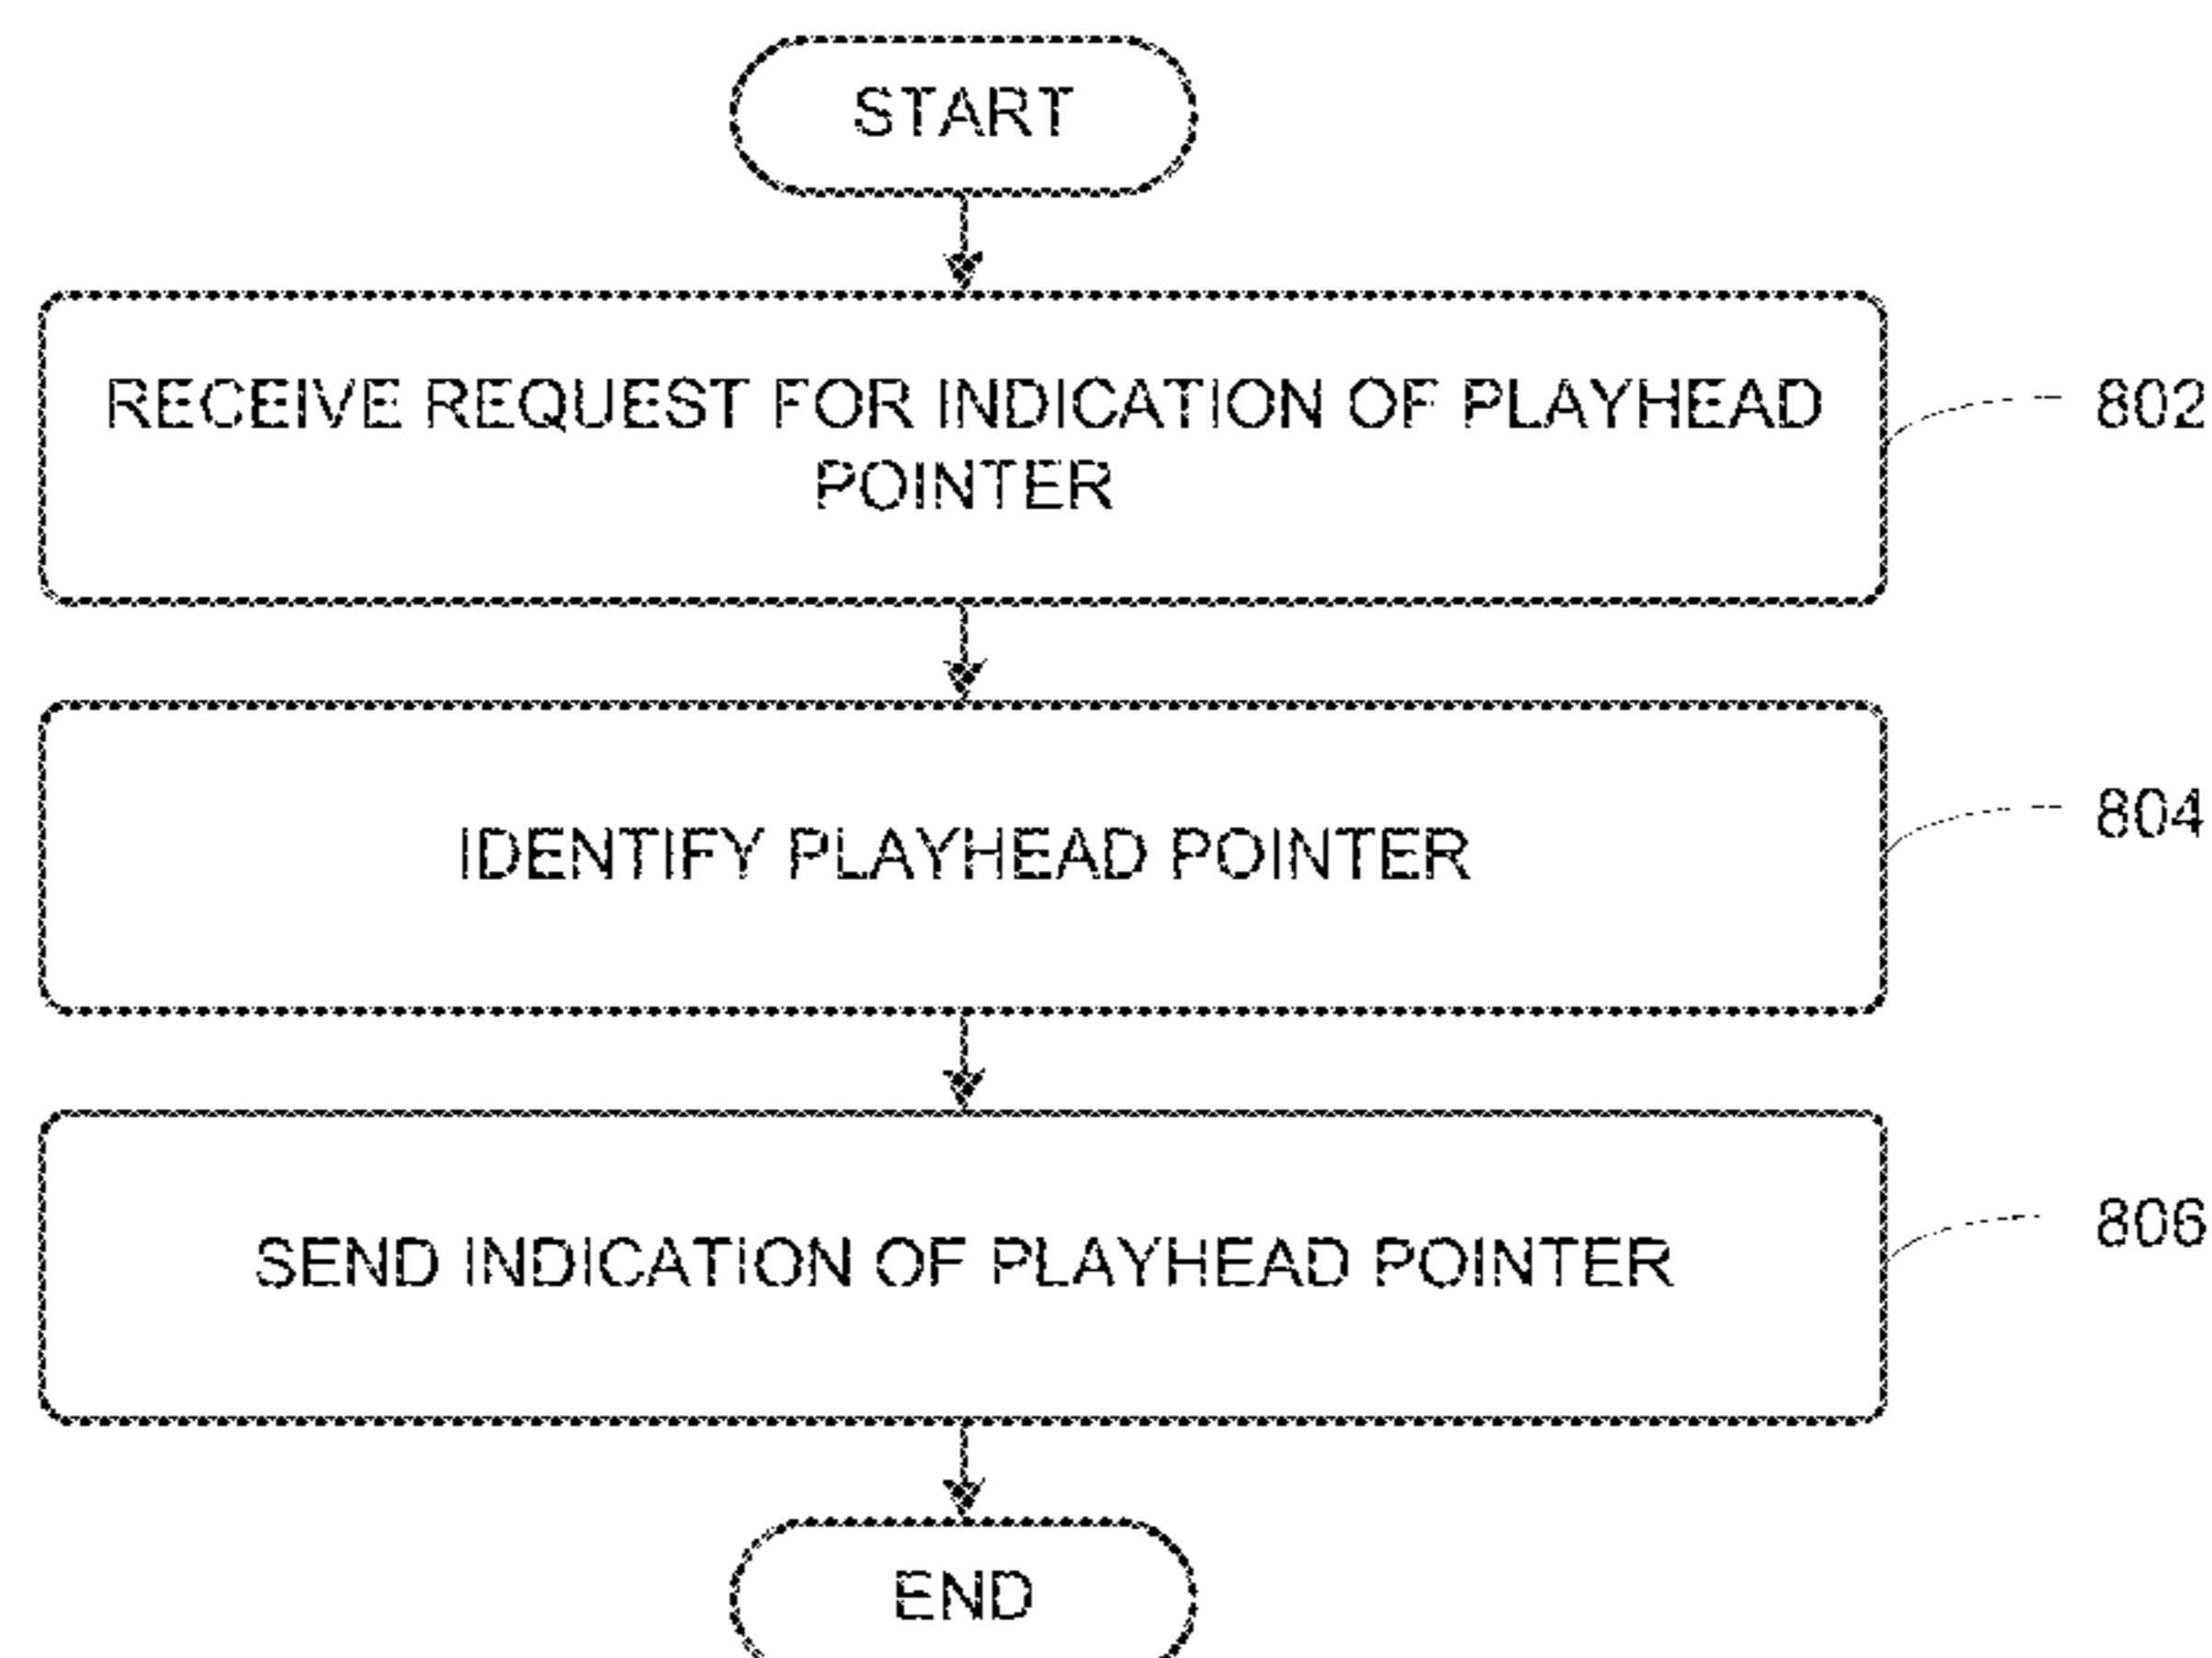 START
RECEIVE REQUEST FOR INDICATION OF PLAYHEAD
POINTER
802
IDENTIFY PLAYHEAD POINTER
804
SEND INDICATION OF PLAYHEAD POINTER
806
END